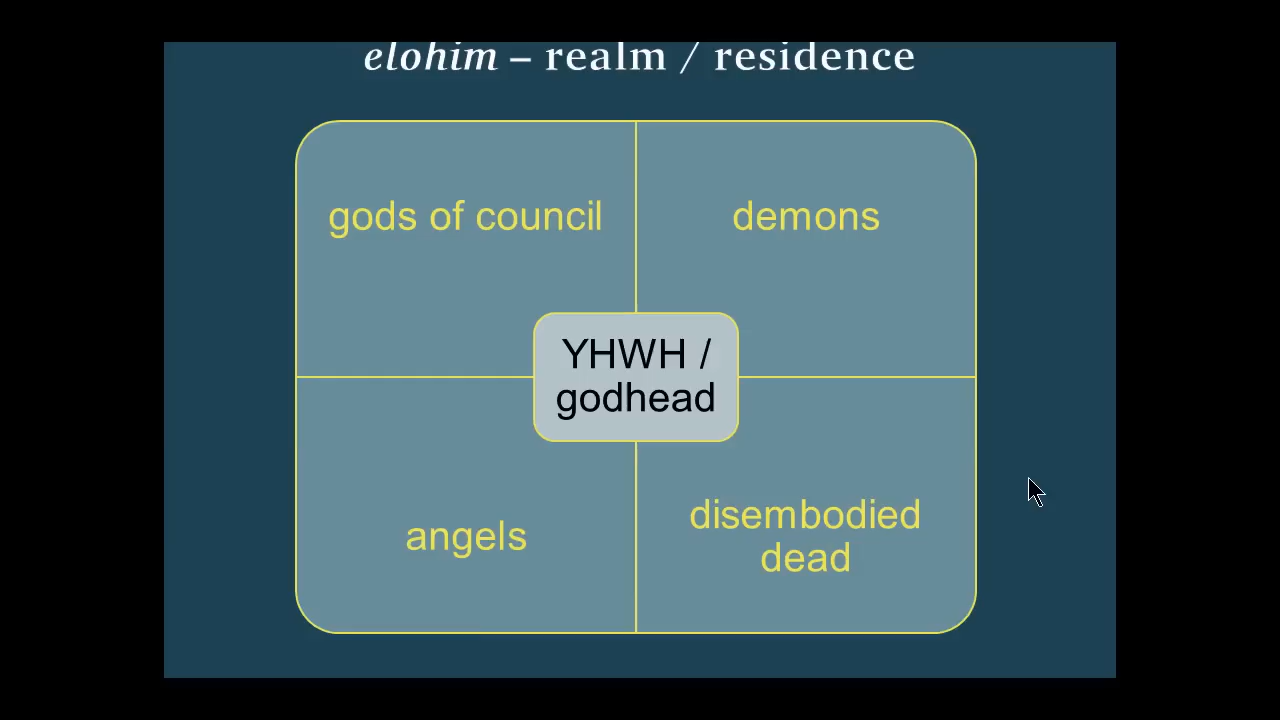 elohim – realm / residence
gods of council
demons
YHWH /
godhead
angels
disembodied
dead